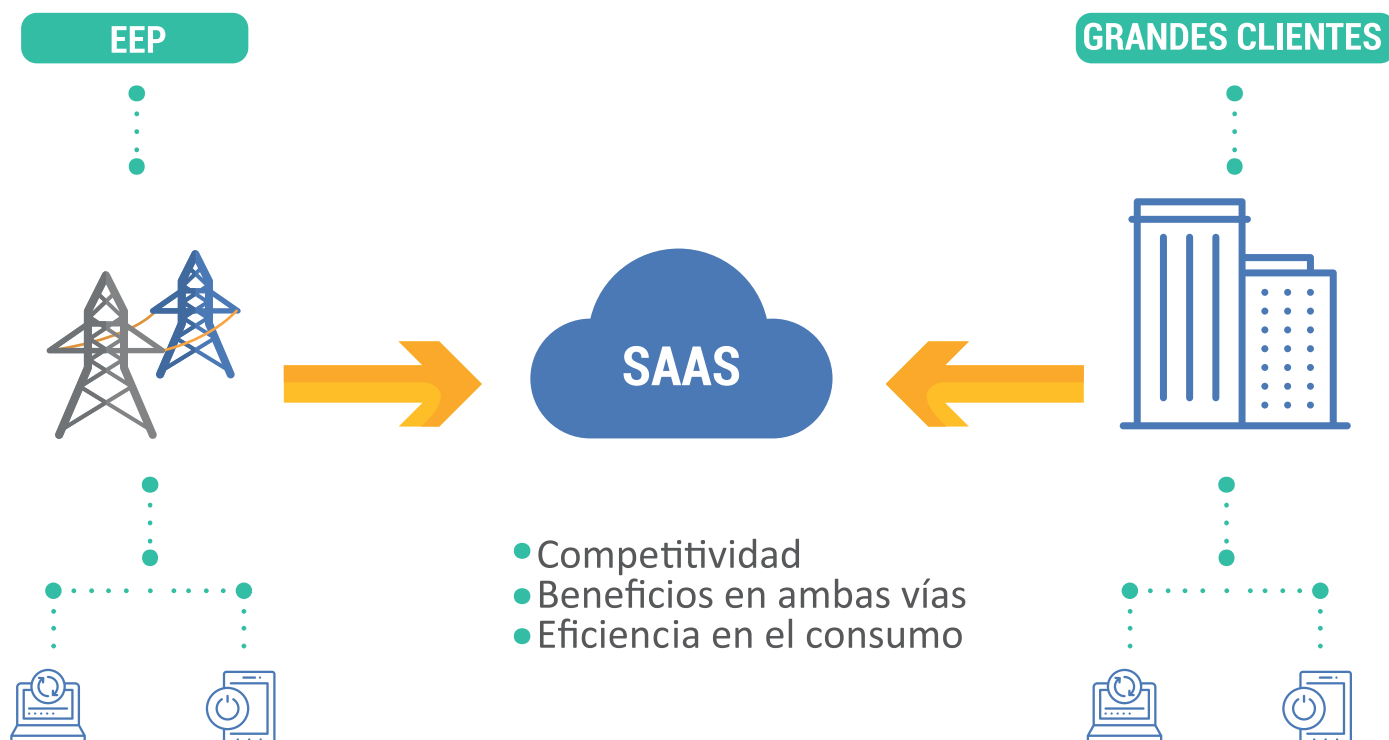 EEP
GRANDES CLIENTES
SAAS
Competitividad
Beneficios en ambas vías
Eficiencia en el consumo